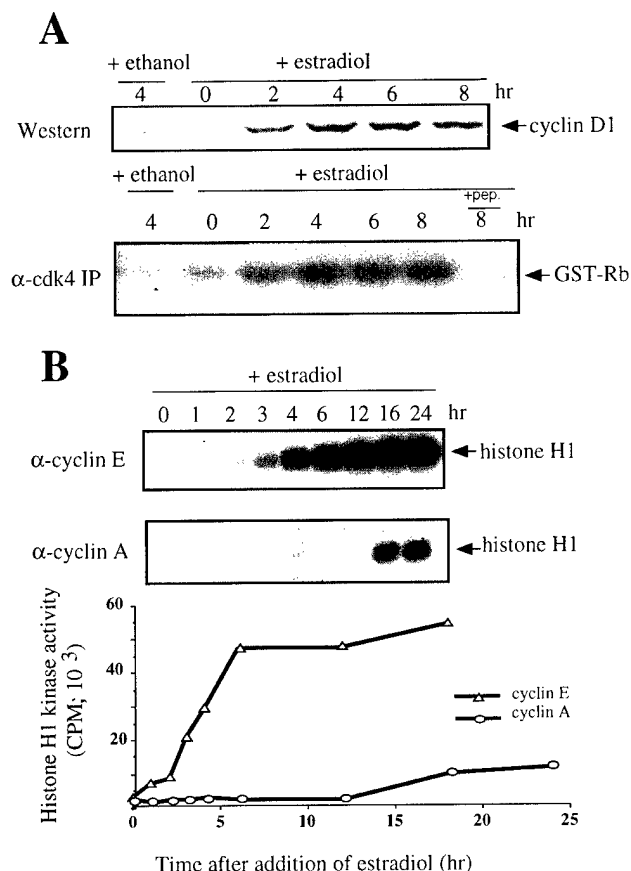 A
+ ethanol + estradiol
4 0 2 4 6 8 hr
Western cyclin D1
+ ethanol + estradiol
+pep.
4 0 2 4 6 8 8 hr
α-cdk4 IP GST-Rb
B
+ estradiol
0 1 2 3 4 6 12 16 24 hr
α-cyclin E histone H1
α-cyclin A histone H1
Histone H1 kinase activity
(CPM; 10 3)
60
40
20
cyclin E
cyclin A
0 5 10 15 20 25
Time after addition of estradiol (hr)